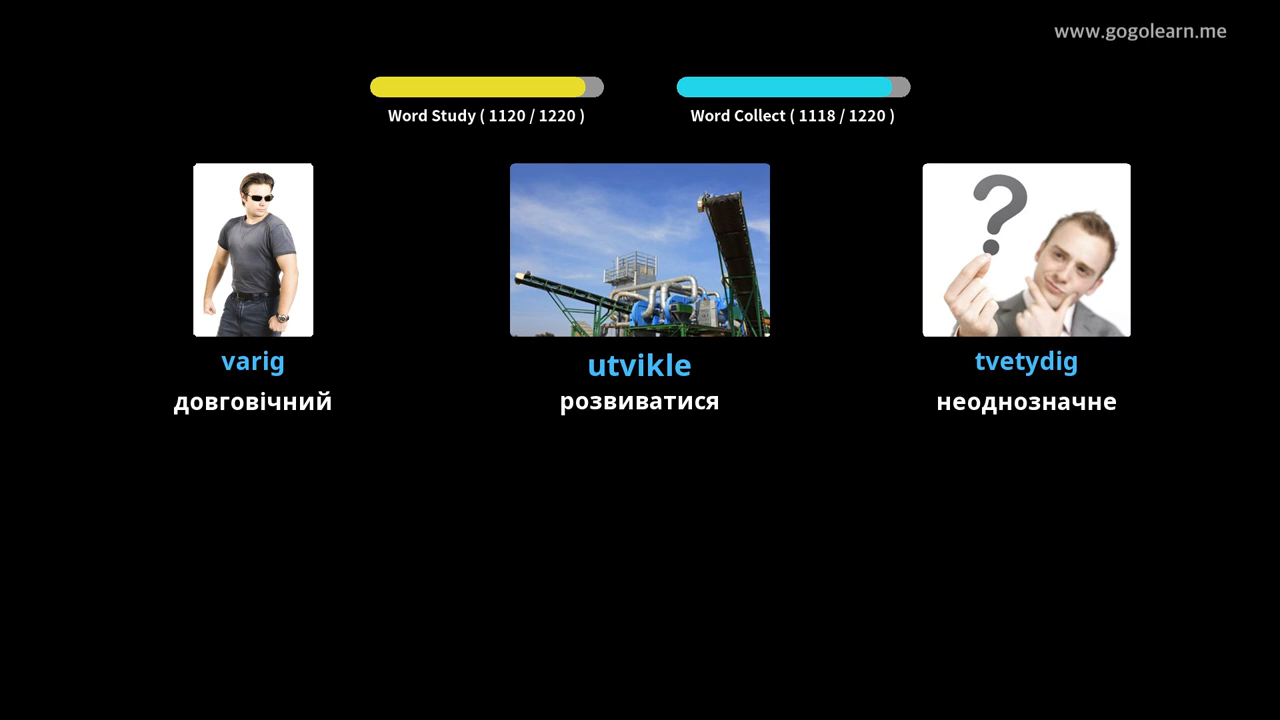 www.gogolearn.me
Word Study ( 1120 / 1220 )
Word Collect ( 1118 / 1220 )
varig
utvikle
tvetydig
довговічний
розвиватися
неоднозначне